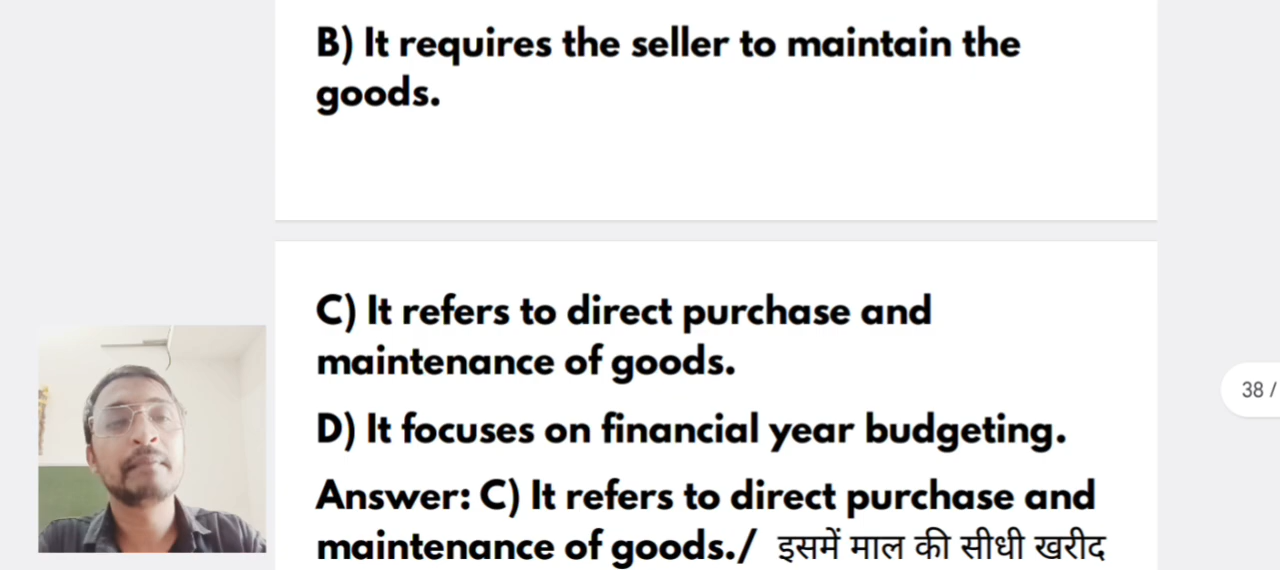 B) It requires the seller to maintain the
goods.
C) It refers to direct purchase and
maintenance of goods.
D) It focuses on financial year budgeting.
38 /
Answer: C) It refers to direct purchase and
maintenance of goods./ इसमें माल की सीधी खरीद